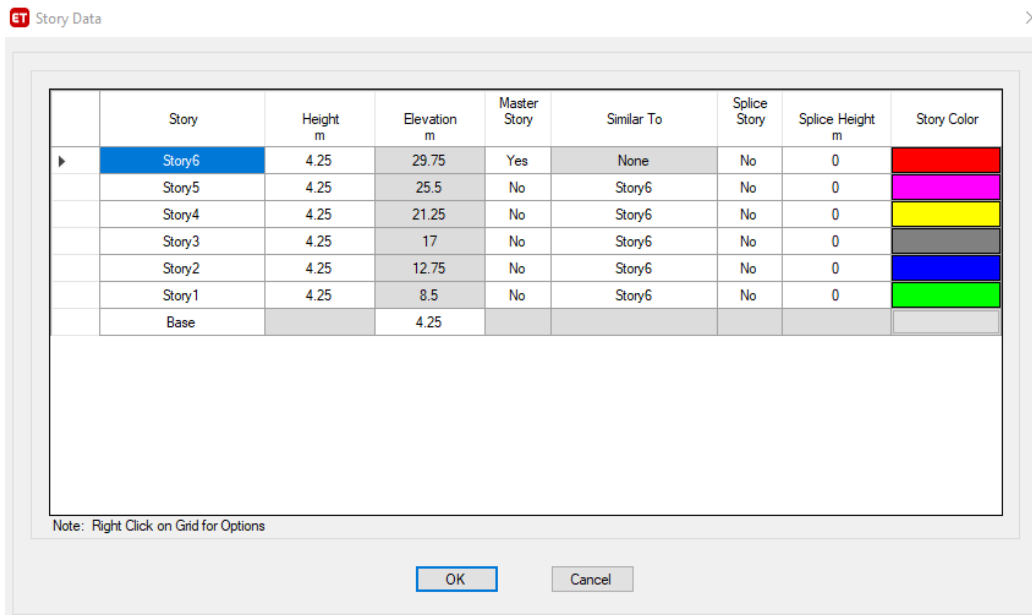 ET Story Data
Story Height m Elevation m Master Story Similar To Splice Story Splice Height m Story Color
Story6 4.25 29.75 Yes None No 0
Story5 4.25 25.5 No Story6 No 0
Story4 4.25 21.25 No Story6 No 0
Story3 4.25 17 No Story6 No 0
Story2 4.25 12.75 No Story6 No 0
Story1 4.25 8.5 No Story6 No 0
Base 4.25
Note: Right Click on Grid for Options
OK Cancel